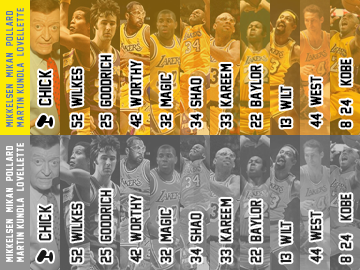 MIKKELSEN MIKAN POLLARD
MARTIN KUNDLA LOVELLETTE
CHICK
52 WILKES
25 GOODRICH
42 WORTHY
32 MAGIC
34 SHAQ
33 KAREEM
22 BAYLOR
13 WILT
44 WEST
8 24 KOBE
MIKKELSEN MIKAN POLLARD
MARTIN KUNDLA LOVELLETTE
CHICK
52 WILKES
25 GOODRICH
42 WORTHY
32 MAGIC
34 SHAQ
33 KAREEM
22 BAYLOR
13 WILT
44 WEST
8 24 KOBE